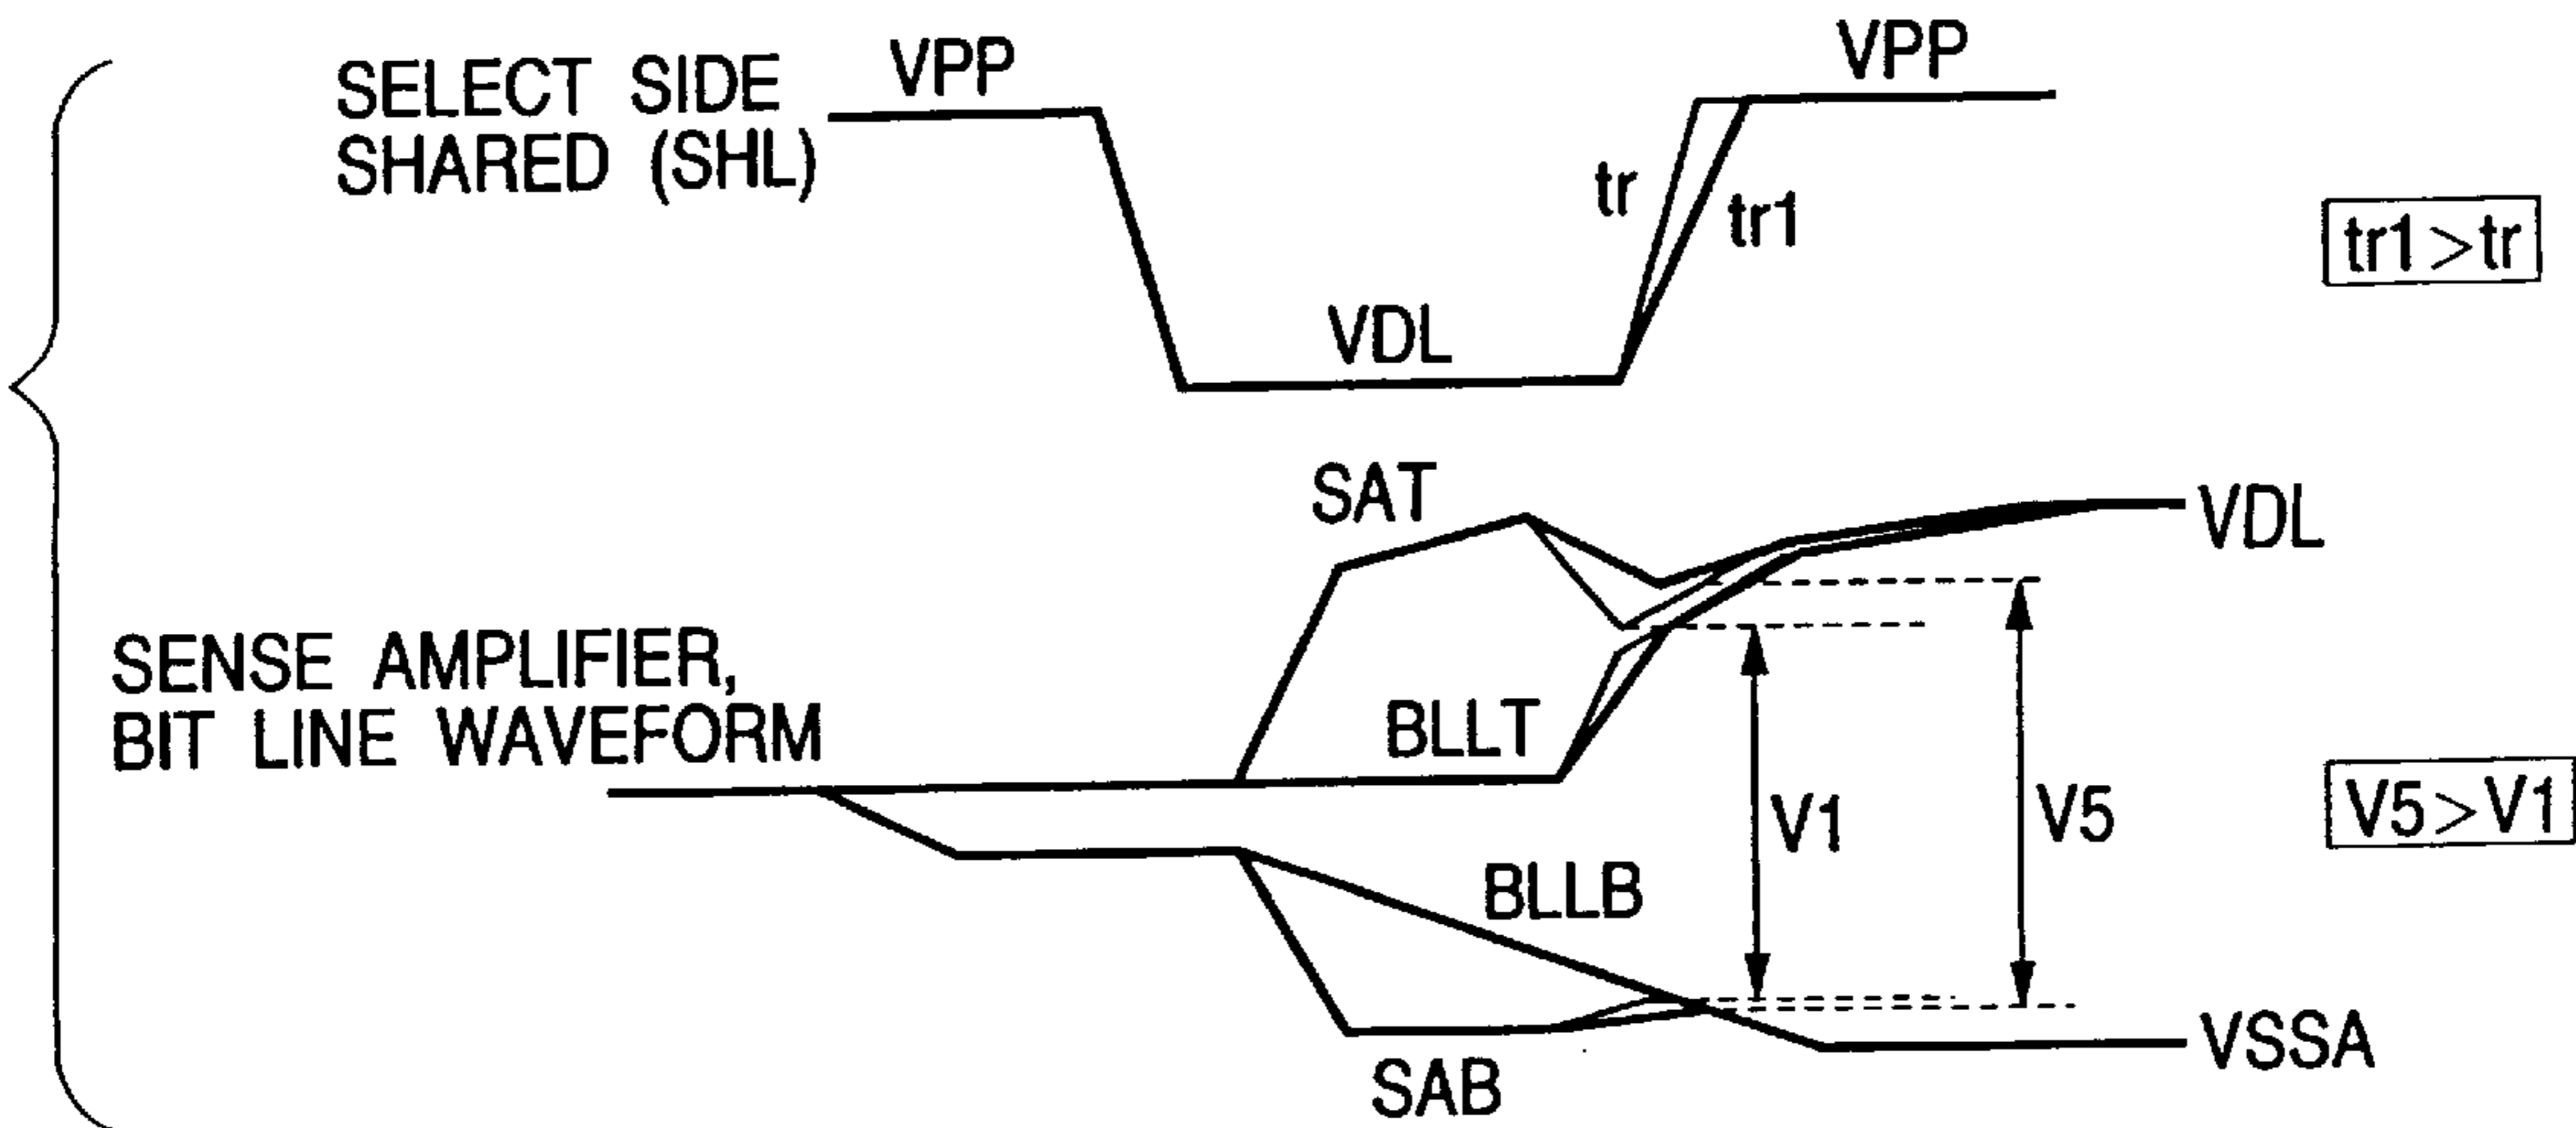 SELECT SIDE
SHARED (SHL)
VPP
VPP
tr
tr1
VDL
tr1>tr
SAT
VDL
SENSE AMPLIFIER,
BIT LINE WAVEFORM
BLLT
V1
V5
V5>V1
BLLB
VSSA
SAB